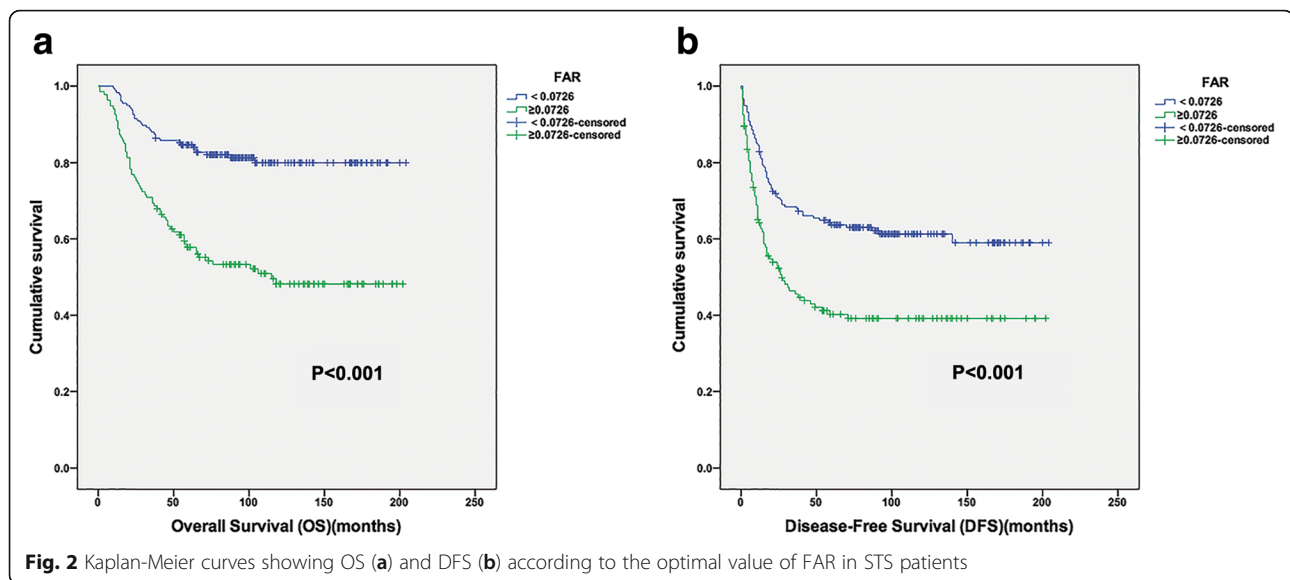 a
FAR
< 0.0726
≥0.0726
< 0.0726-censored
≥0.0726-censored
Cumulative survival
1.0
0.8
0.6
0.4
0.2
0.0
P<0.001
0 50 100 150 200 250
Overall Survival (OS)(months)
b
FAR
< 0.0726
≥0.0726
< 0.0726-censored
≥0.0726-censored
Cumulative survival
1.0
0.8
0.6
0.4
0.2
0.0
P<0.001
0 50 100 150 200 250
Disease-Free Survival (DFS)(months)
Fig. 2 Kaplan-Meier curves showing OS (a) and DFS (b) according to the optimal value of FAR in STS patients